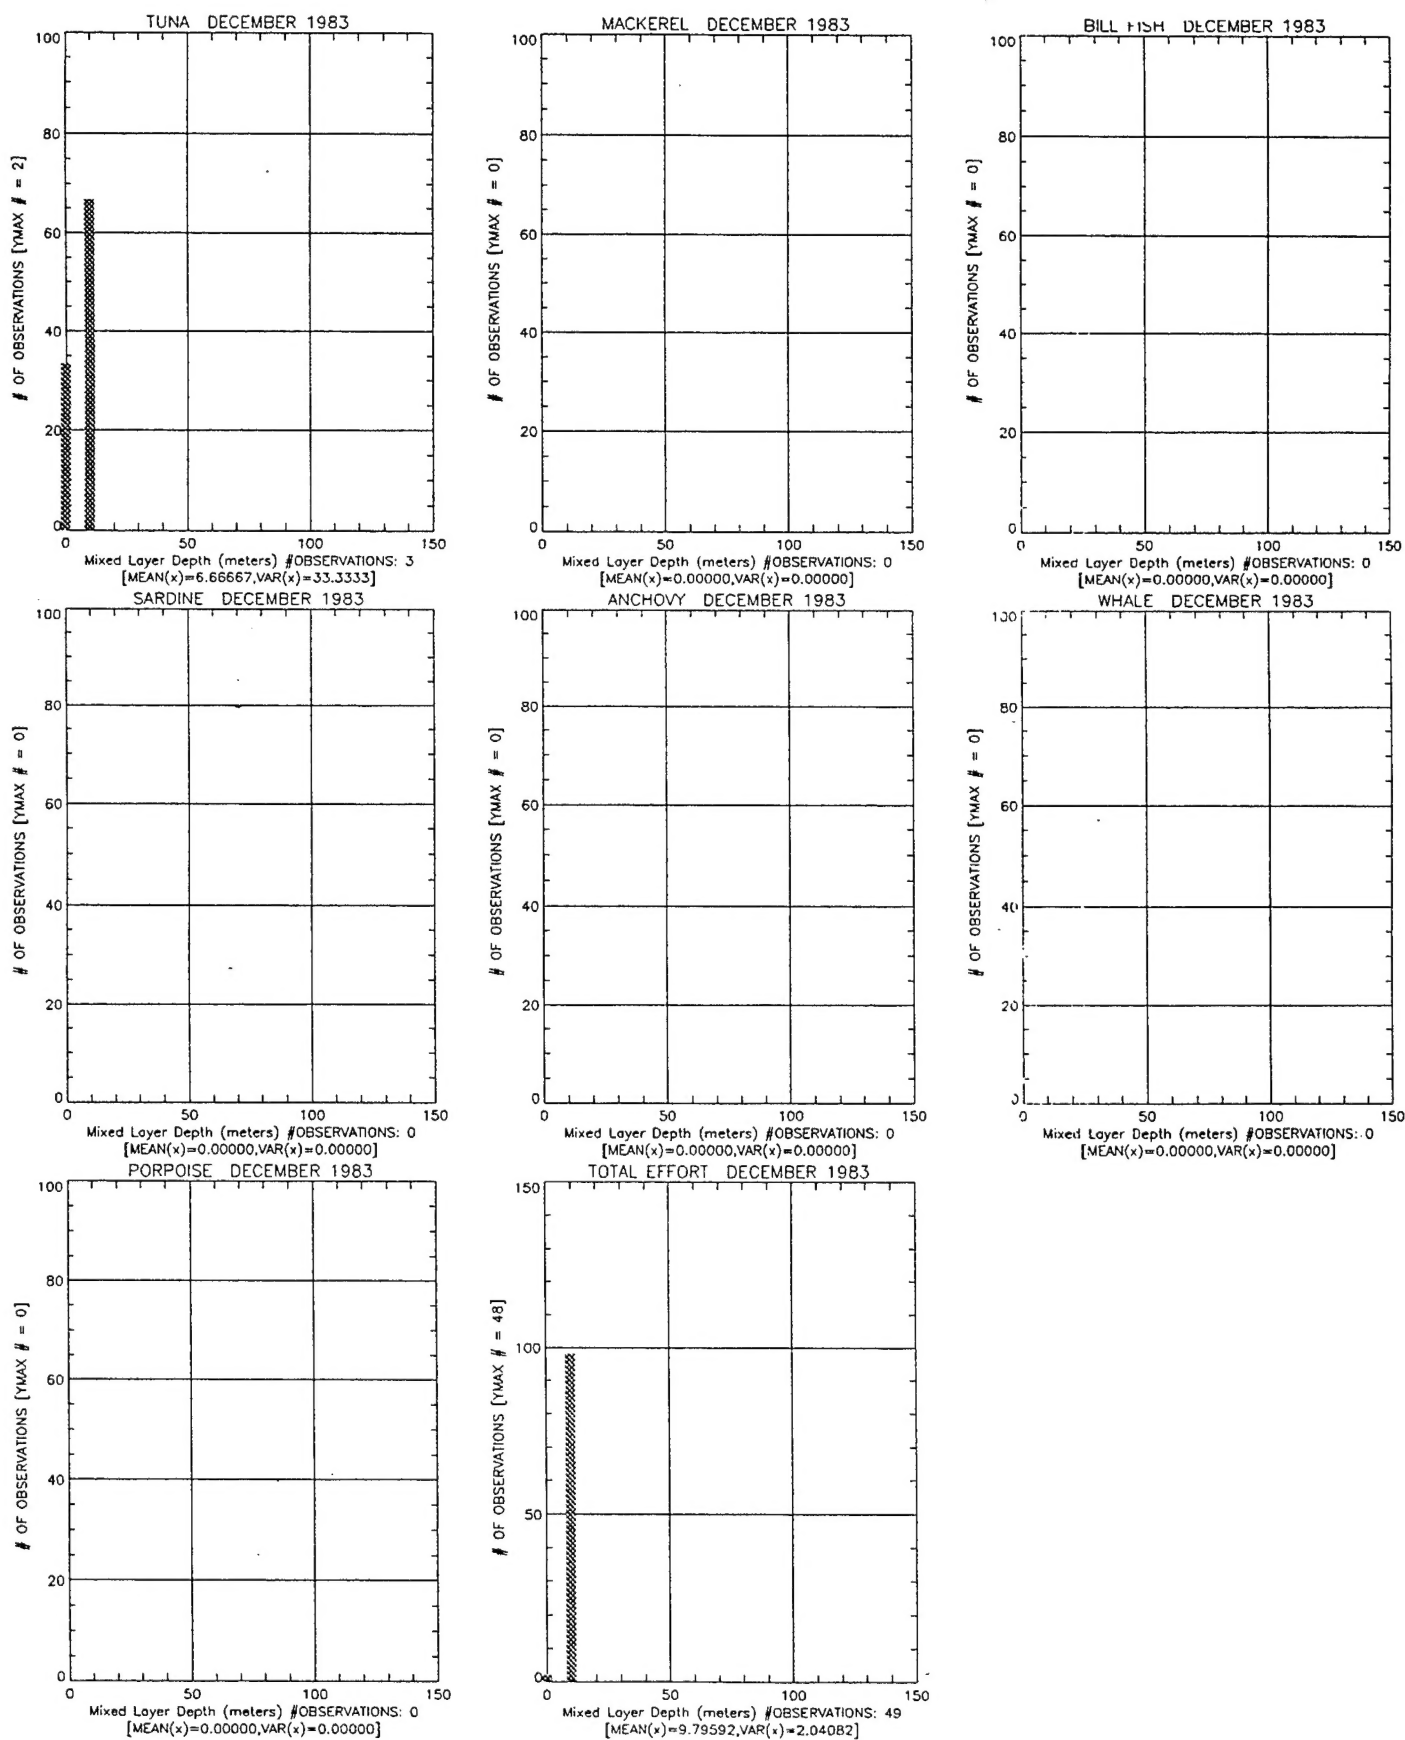 TUNA DECEMBER 1983
100
80
60
40
20
0
# OF OBSERVATIONS [YMAX # = 2]
0 50 100 150
Mixed Layer Depth (meters) #OBSERVATIONS: 3
[MEAN(x)=6.66667,VAR(x)=33.3333]
MACKEREL DECEMBER 1983
100
80
60
40
20
0
# OF OBSERVATIONS [YMAX # = 0]
0 50 100 150
Mixed Layer Depth (meters) #OBSERVATIONS: 0
[MEAN(x)=0.00000,VAR(x)=0.00000]
BILL FISH DECEMBER 1983
100
80
60
40
20
0
# OF OBSERVATIONS [YMAX # = 0]
0 50 100 150
Mixed Layer Depth (meters) #OBSERVATIONS: 0
[MEAN(x)=0.00000,VAR(x)=0.00000]
SARDINE DECEMBER 1983
100
80
60
40
20
0
# OF OBSERVATIONS [YMAX # = 0]
0 50 100 150
Mixed Layer Depth (meters) #OBSERVATIONS: 0
[MEAN(x)=0.00000,VAR(x)=0.00000]
ANCHOVY DECEMBER 1983
100
80
60
40
20
0
# OF OBSERVATIONS [YMAX # = 0]
0 50 100 150
Mixed Layer Depth (meters) #OBSERVATIONS: 0
[MEAN(x)=0.00000,VAR(x)=0.00000]
WHALE DECEMBER 1983
100
80
60
40
20
0
# OF OBSERVATIONS [YMAX # = 0]
0 50 100 150
Mixed Layer Depth (meters) #OBSERVATIONS: 0
[MEAN(x)=0.00000,VAR(x)=0.00000]
PORPOISE DECEMBER 1983
100
80
60
40
20
0
# OF OBSERVATIONS [YMAX # = 0]
0 50 100 150
Mixed Layer Depth (meters) #OBSERVATIONS: 0
[MEAN(x)=0.00000,VAR(x)=0.00000]
TOTAL EFFORT DECEMBER 1983
150
100
50
0
# OF OBSERVATIONS [YMAX # = 48]
0 50 100 150
Mixed Layer Depth (meters) #OBSERVATIONS: 49
[MEAN(x)=9.79592,VAR(x)=2.04082]